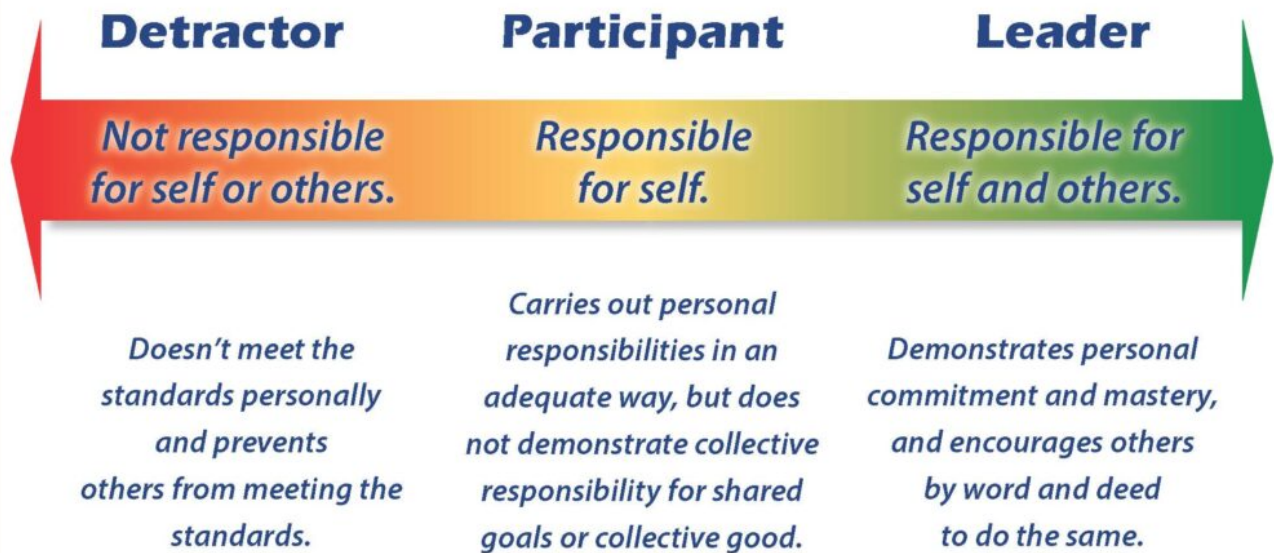 Detractor
Participant
Leader
Not responsible
for self or others.
Responsible
for self.
Responsible for
self and others.
Doesn't meet the
standards personally
and prevents
others from meeting the
standards.
Carries out personal
responsibilities in an
adequate way, but does
not demonstrate collective
responsibility for shared
goals or collective good.
Demonstrates personal
commitment and mastery,
and encourages others
by word and deed
to do the same.